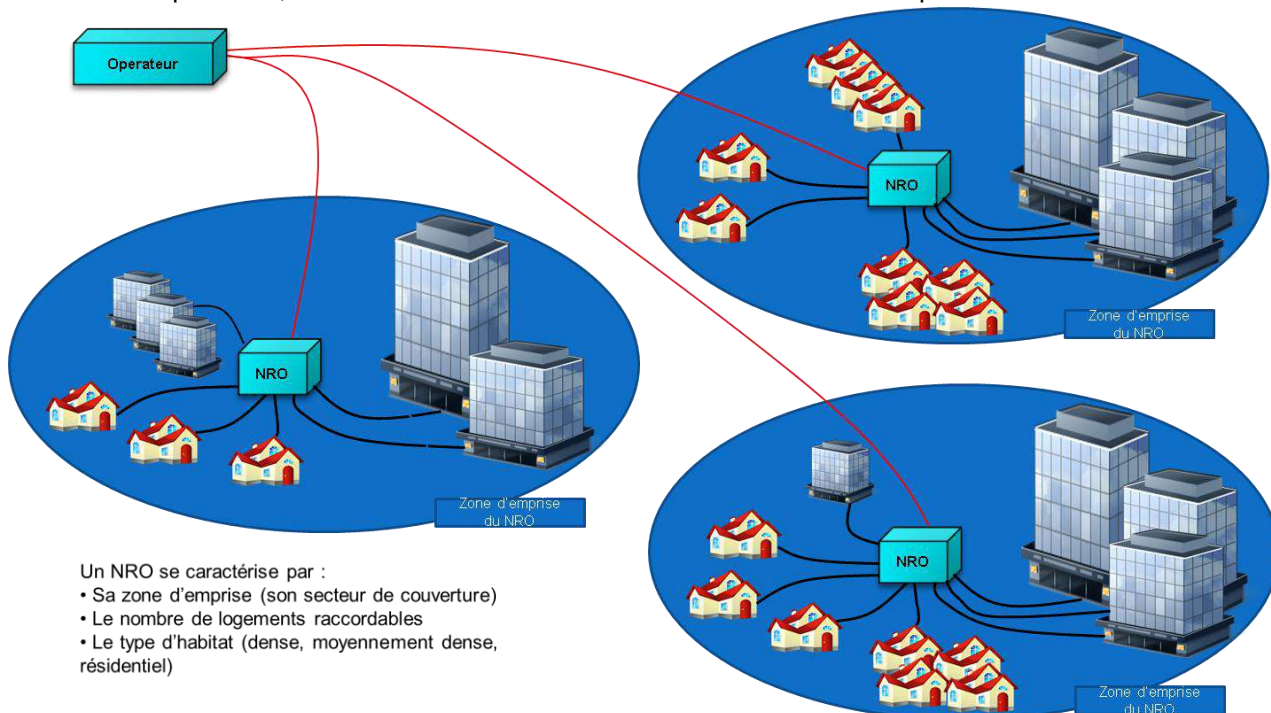 Operateur
NRO
Zone d'emprise
du NRO
NRO
Zone d'emprise
du NRO
NRO
Zone d'emprise
du NRO
Un NRO se caractérise par :
• Sa zone d'emprise (son secteur de couverture)
• Le nombre de logements raccordables
• Le type d'habitat (dense, moyennement dense,
résidentiel)